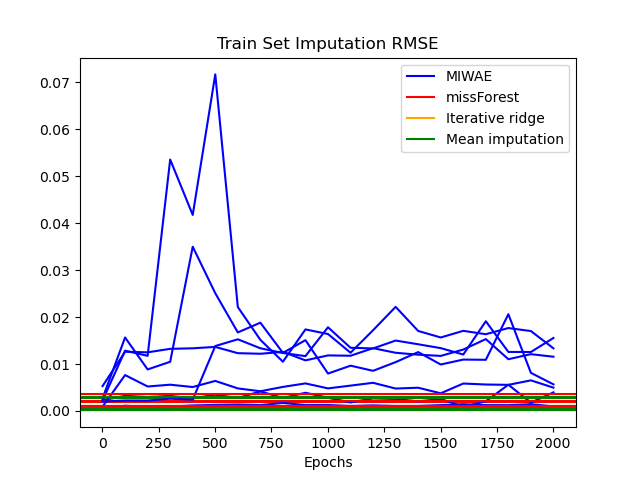 Train Set Imputation RMSE
MIWAE
missForest
Iterative ridge
Mean imputation
0.07
0.06
0.05
0.04
0.03
0.02
0.01
0.00
0 250 500 750 1000 1250 1500 1750 2000
Epochs